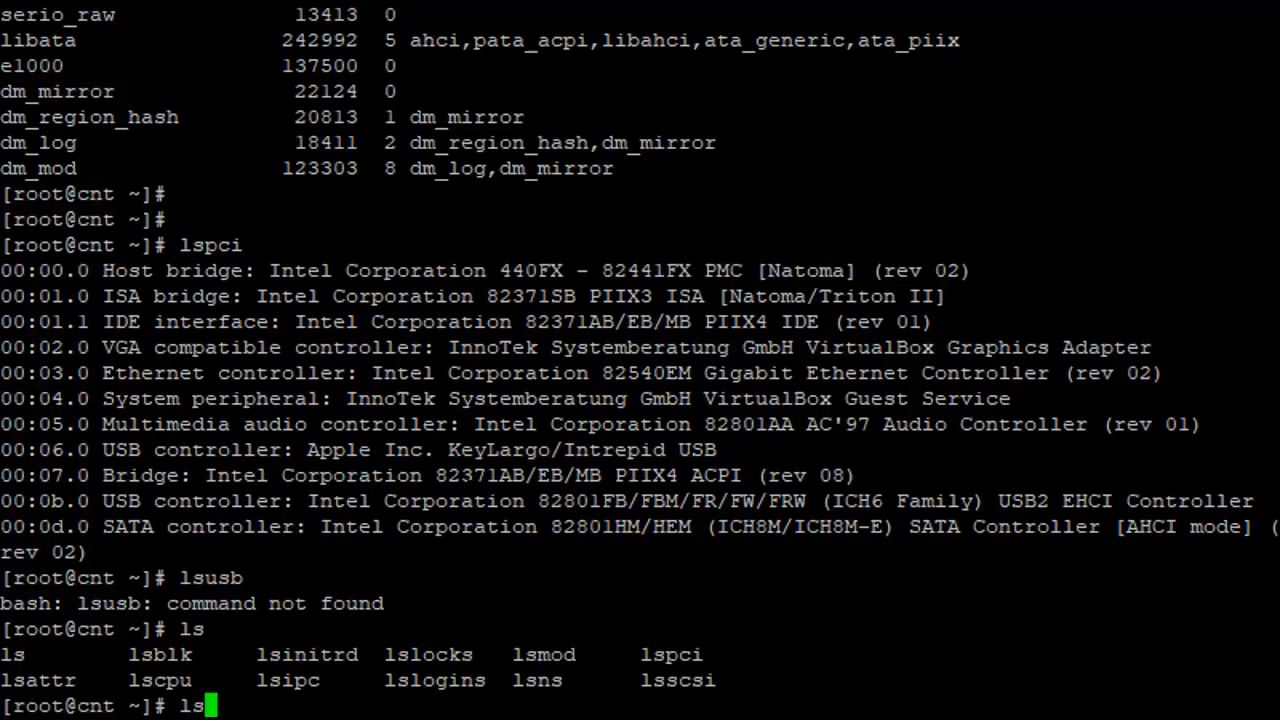 serio_raw              13413  0
libata                242992  5 ahci,pata_acpi,libahci,ata_generic,ata_piix
e1000                 137500  0
dm_mirror              22124  0
dm_region_hash         20813  1 dm_mirror
dm_log                 18411  2 dm_region_hash,dm_mirror
dm_mod                123303  8 dm_log,dm_mirror
[root@cnt ~]#
[root@cnt ~]#
[root@cnt ~]# lspci
00:00.0 Host bridge: Intel Corporation 440FX - 82441FX PMC [Natoma] (rev 02)
00:01.0 ISA bridge: Intel Corporation 82371SB PIIX3 ISA [Natoma/Triton II]
00:01.1 IDE interface: Intel Corporation 82371AB/EB/MB PIIX4 IDE (rev 01)
00:02.0 VGA compatible controller: InnoTek Systemberatung GmbH VirtualBox Graphics Adapter
00:03.0 Ethernet controller: Intel Corporation 82540EM Gigabit Ethernet Controller (rev 02)
00:04.0 System peripheral: InnoTek Systemberatung GmbH VirtualBox Guest Service
00:05.0 Multimedia audio controller: Intel Corporation 82801AA AC'97 Audio Controller (rev 01)
00:06.0 USB controller: Apple Inc. KeyLargo/Intrepid USB
00:07.0 Bridge: Intel Corporation 82371AB/EB/MB PIIX4 ACPI (rev 08)
00:0b.0 USB controller: Intel Corporation 82801FB/FBM/FR/FW/FRW (ICH6 Family) USB2 EHCI Controller
00:0d.0 SATA controller: Intel Corporation 82801HM/HEM (ICH8M/ICH8M-E) SATA Controller [AHCI mode] (
rev 02)
[root@cnt ~]# lsusb
bash: lsusb: command not found
[root@cnt ~]# ls
ls        lsblk     lsinitrd  lslocks   lsmod     lspci
lsattr    lscpu     lsipc     lslogins  lsns      lsscsi
[root@cnt ~]# ls